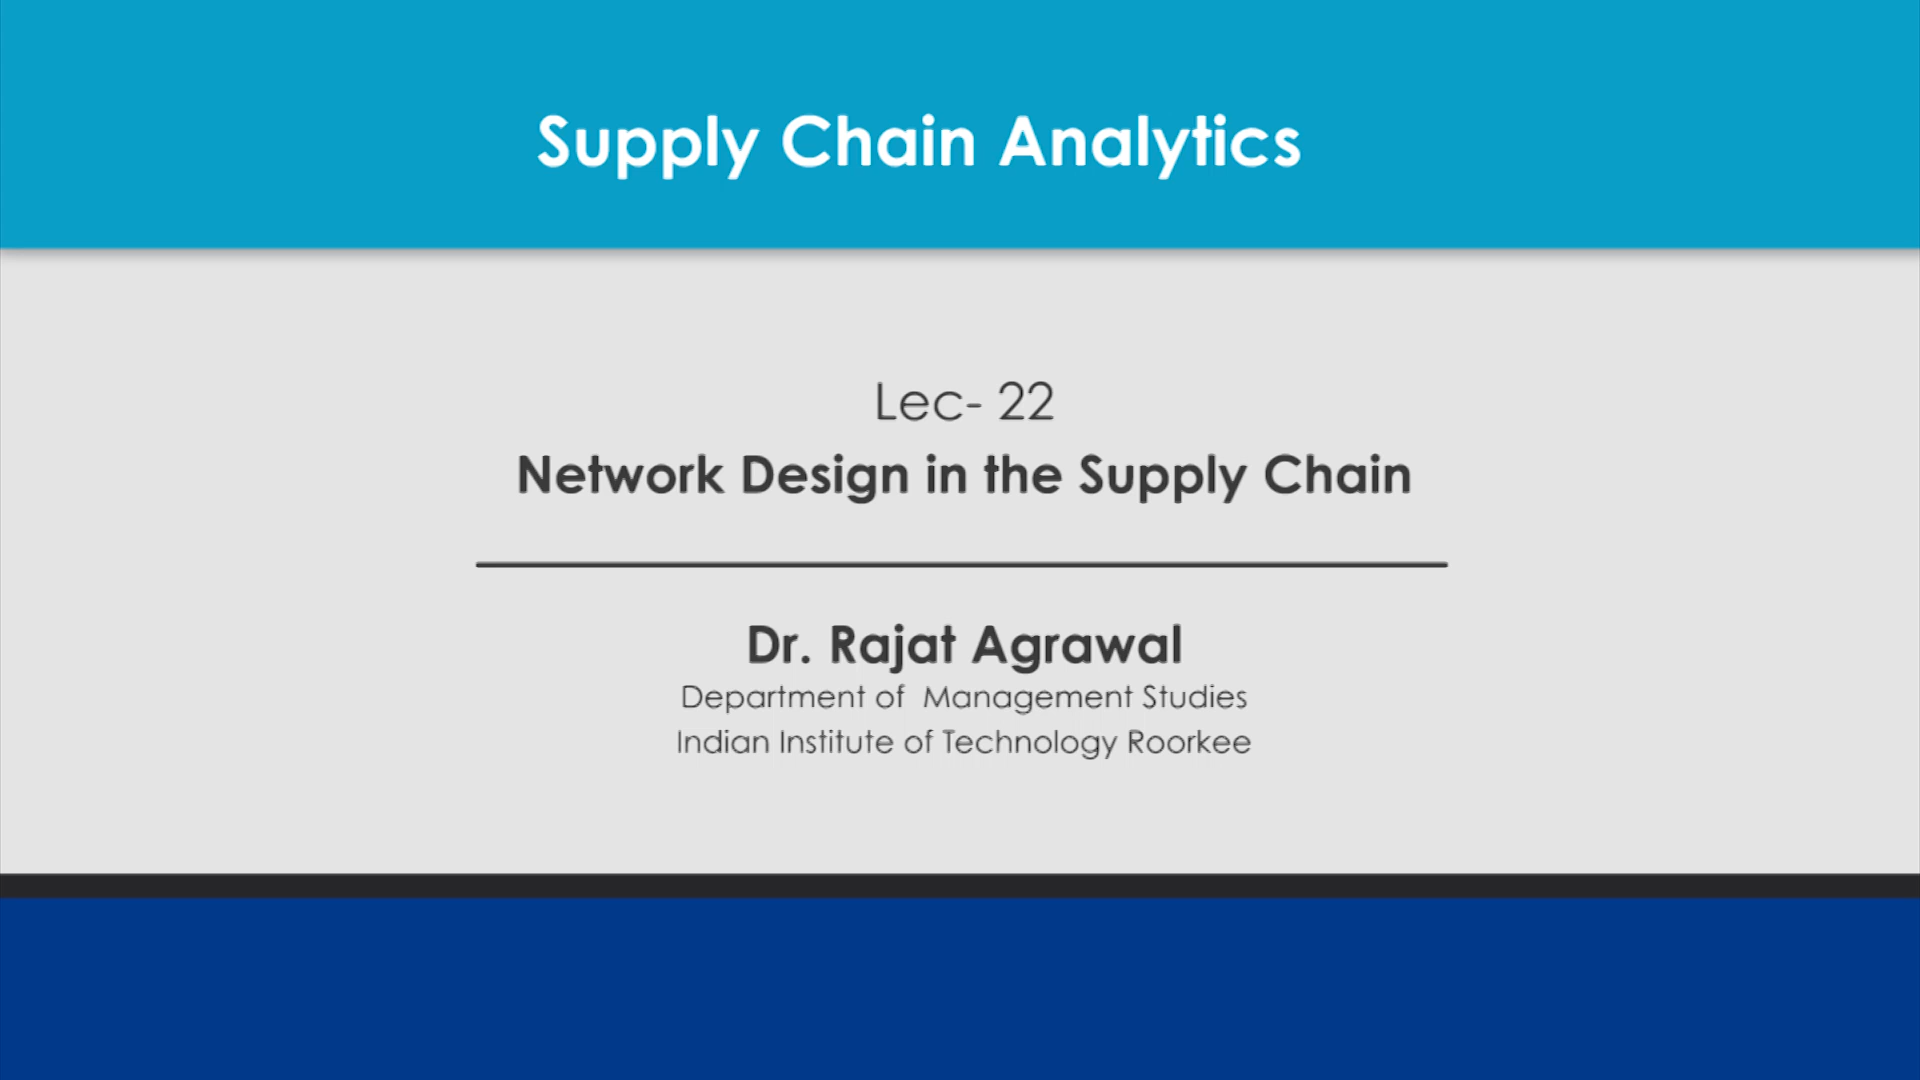 Supply Chain Analytics
Lec- 22
Network Design in the Supply Chain
Dr. Rajat Agrawal
Department of Management Studies
Indian Institute of Technology Roorkee